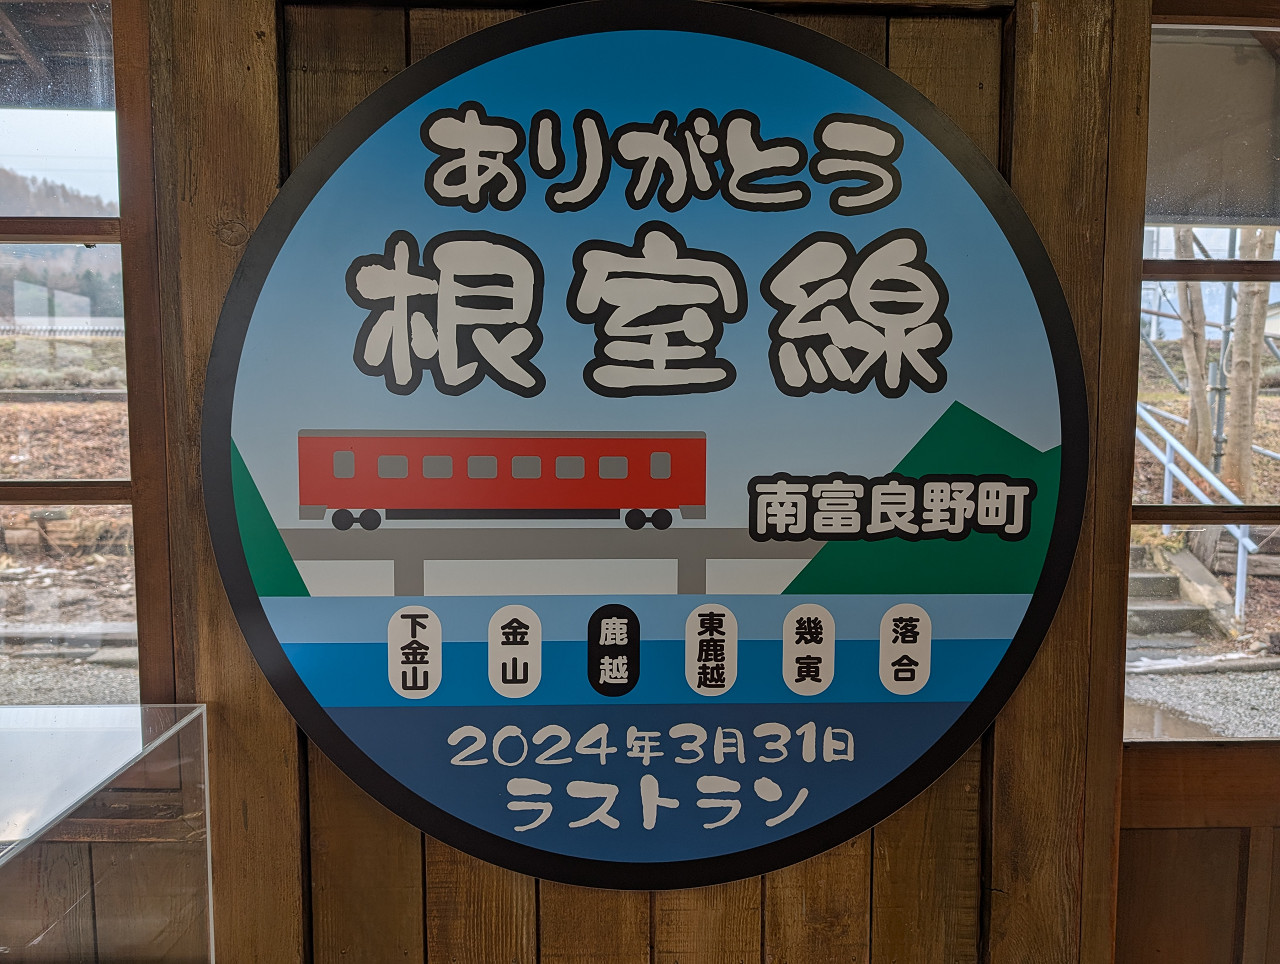 ありがとう
根室線
南富良野町
下金山
金山
鹿越
東鹿越
幾寅
落合
2024年3月31日
ラストラン